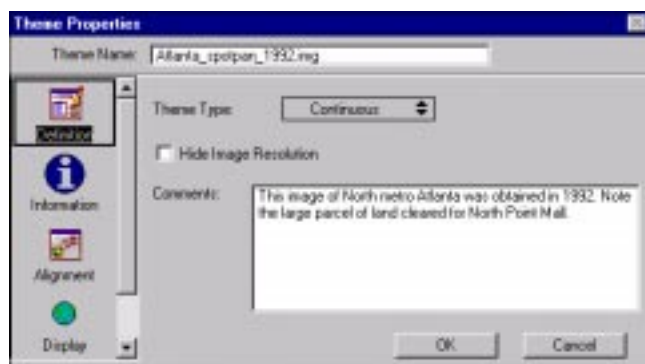 Theme Properties
Theme Name: Atlanta_spotpan_1992.img
Definition
Information
Alignment
Display
Theme Type: Continuous
Hide Image Resolution
Comments: This image of North metro Atlanta was obtained in 1992. Note
the large parcel of land cleared for North Point Mall.
OK Cancel